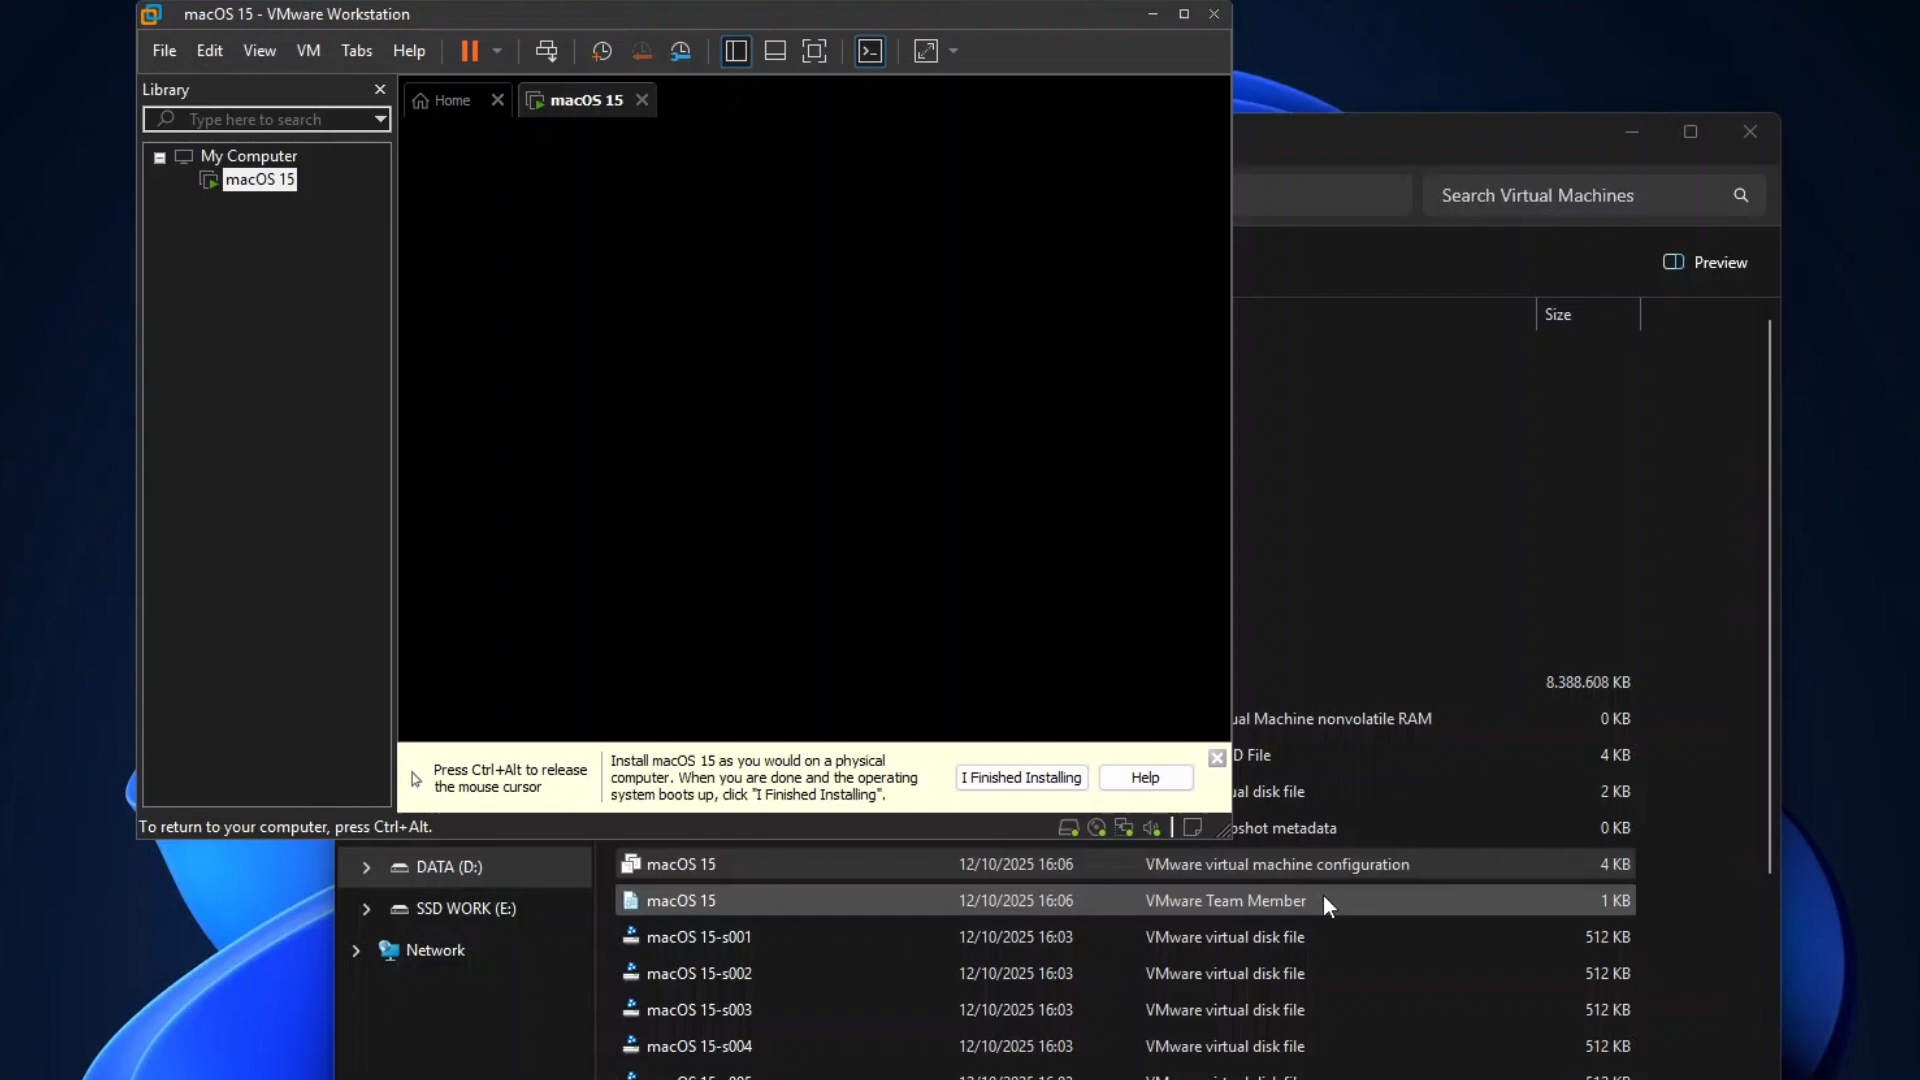 macOS 15 - VMware Workstation
File Edit View VM Tabs Help
Library
Home
macOS 15
Type here to search
My Computer
macOS 15
Search Virtual Machines
Preview
Size
8.388.608 KB
ual Machine nonvolatile RAM 0 KB
D File 4 KB
ual disk file 2 KB
pshot metadata 0 KB
Press Ctrl+Alt to release
the mouse cursor
Install macOS 15 as you would on a physical
computer. When you are done and the operating
system boots up, click "I Finished Installing".
I Finished Installing
Help
To return to your computer, press Ctrl+Alt.
DATA (D:)
SSD WORK (E:)
Network
macOS 15 12/10/2025 16:06 VMware virtual machine configuration 4 KB
macOS 15 12/10/2025 16:06 VMware Team Member 1 KB
macOS 15-s001 12/10/2025 16:03 VMware virtual disk file 512 KB
macOS 15-s002 12/10/2025 16:03 VMware virtual disk file 512 KB
macOS 15-s003 12/10/2025 16:03 VMware virtual disk file 512 KB
macOS 15-s004 12/10/2025 16:03 VMware virtual disk file 512 KB